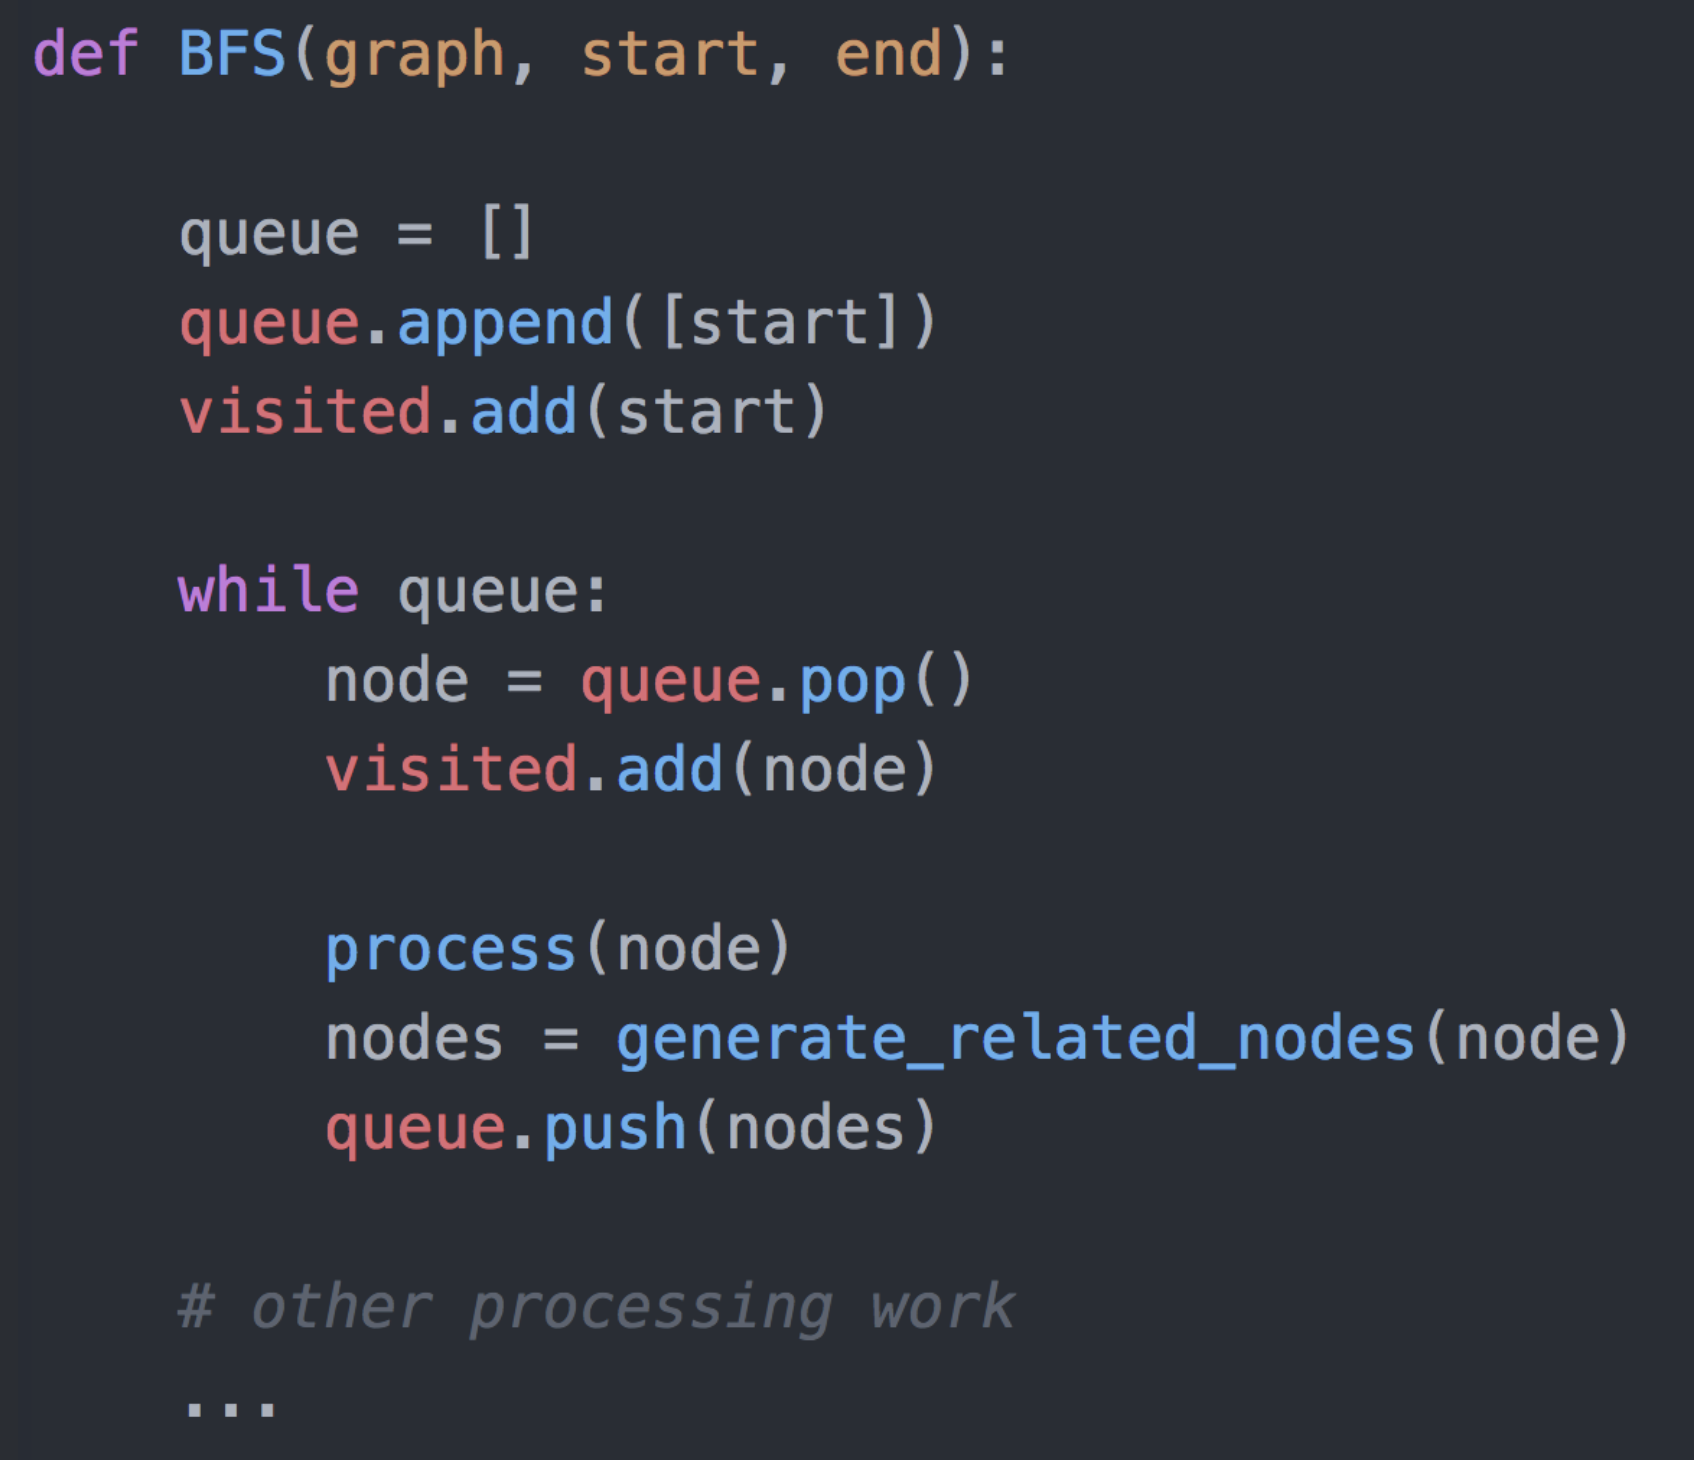 def BFS(graph, start, end):
queue = []
queue.append([start])
visited.add(start)
while queue:
node = queue.pop()
visited.add(node)
process(node)
nodes = generate_related_nodes(node)
queue.push(nodes)
# other processing work
...